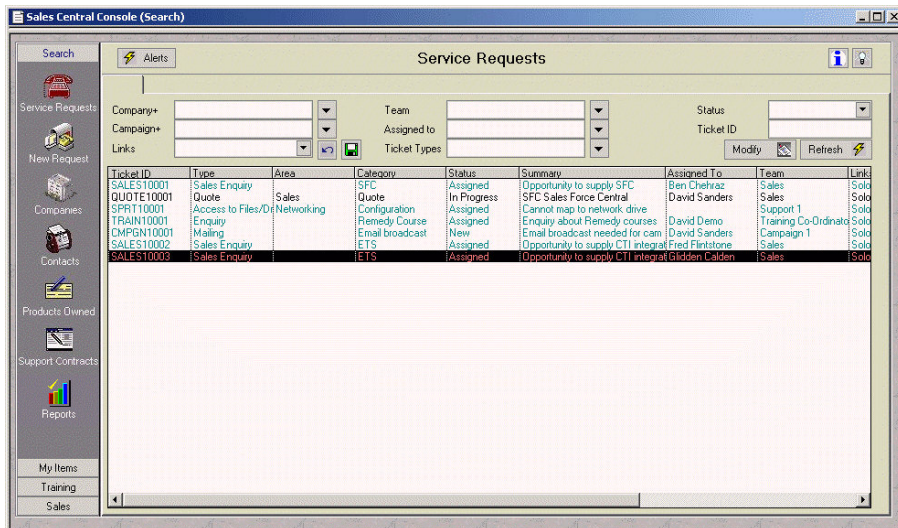 Sales Central Console (Search)
Search
Alerts
Service Requests
Service Requests
New Request
Companies
Contacts
Products Owned
Support Contracts
Reports
My Items
Training
Sales
Company+ Team Status
Campaign+ Assigned to Ticket ID
Links Ticket Types Modify Refresh
Ticket ID Type Area Category Status Summary Assigned To Team Link
SALES10001 Sales Enquiry SFC Assigned Opportunity to supply SFC Ben Chehraz Sales Solo
QUOTE10001 Quote Sales Quote In Progress SFC Sales Force Central David Sanders Sales Solo
SPRT10001 Access to Files/Dr Networking Configuration Assigned Cannot map to network drive Support 1 Solo
TRAIN10001 Enquiry Remedy Course Assigned Enquiry about Remedy courses David Demo Training Co-Ordinato Solo
CMPGN10001 Mailing Email broadcast New Email broadcast needed for cam David Sanders Campaign 1 Solo
SALES10002 Sales Enquiry ETS Assigned Opportunity to supply CTI integrat Fred Flintstone Sales Solo
SALES10003 Sales Enquiry ETS Assigned Opportunity to supply CTI integrat Glidden Calden Sales Solo